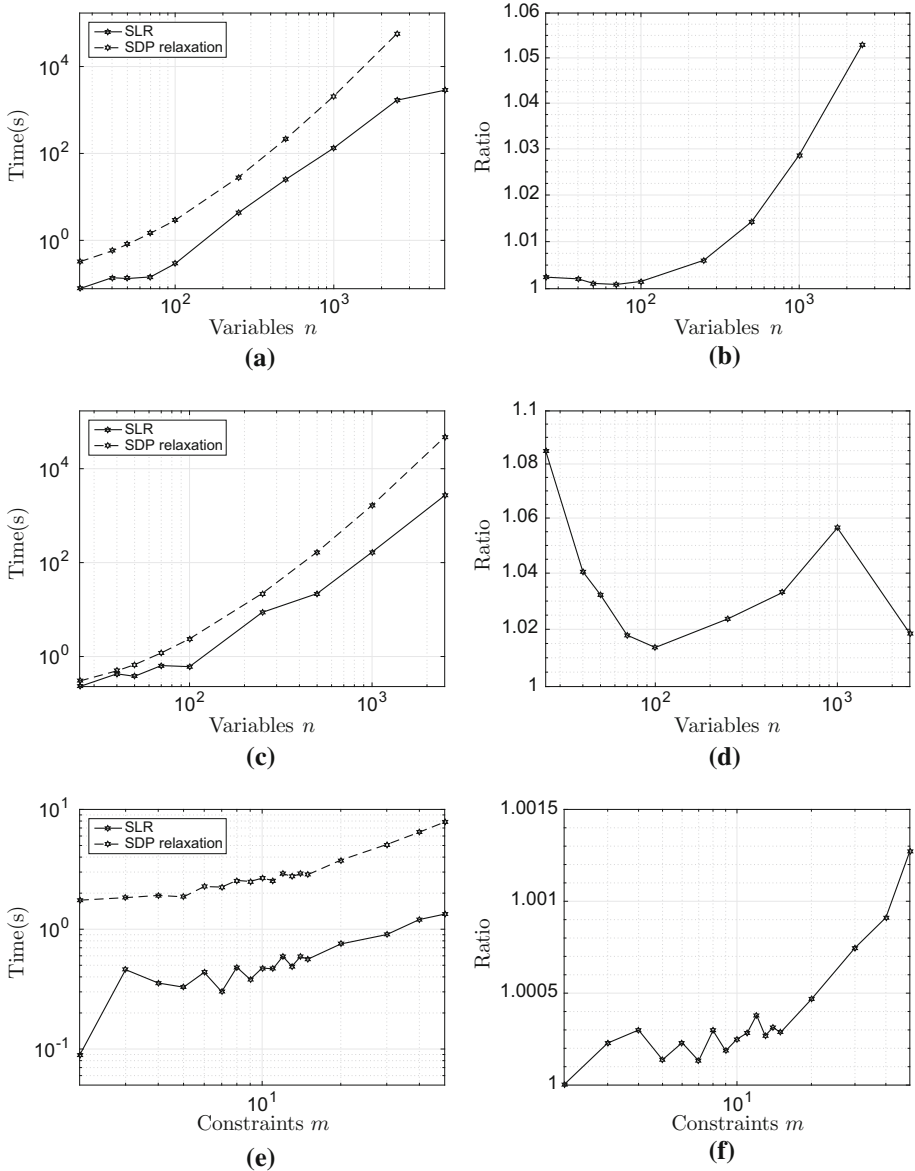 SLR
SDP relaxation
10^4
10^2
10^0
Time(s)
10^2
10^3
Variables n
(a)
1.06
1.05
1.04
1.03
1.02
1.01
1
Ratio
10^2
10^3
Variables n
(b)
SLR
SDP relaxation
10^4
10^2
10^0
Time(s)
10^2
10^3
Variables n
(c)
1.1
1.08
1.06
1.04
1.02
1
Ratio
10^2
10^3
Variables n
(d)
SLR
SDP relaxation
10^1
10^0
10^-1
Time(s)
10^1
Constraints m
(e)
1.0015
1.001
1.0005
1
Ratio
10^1
Constraints m
(f)